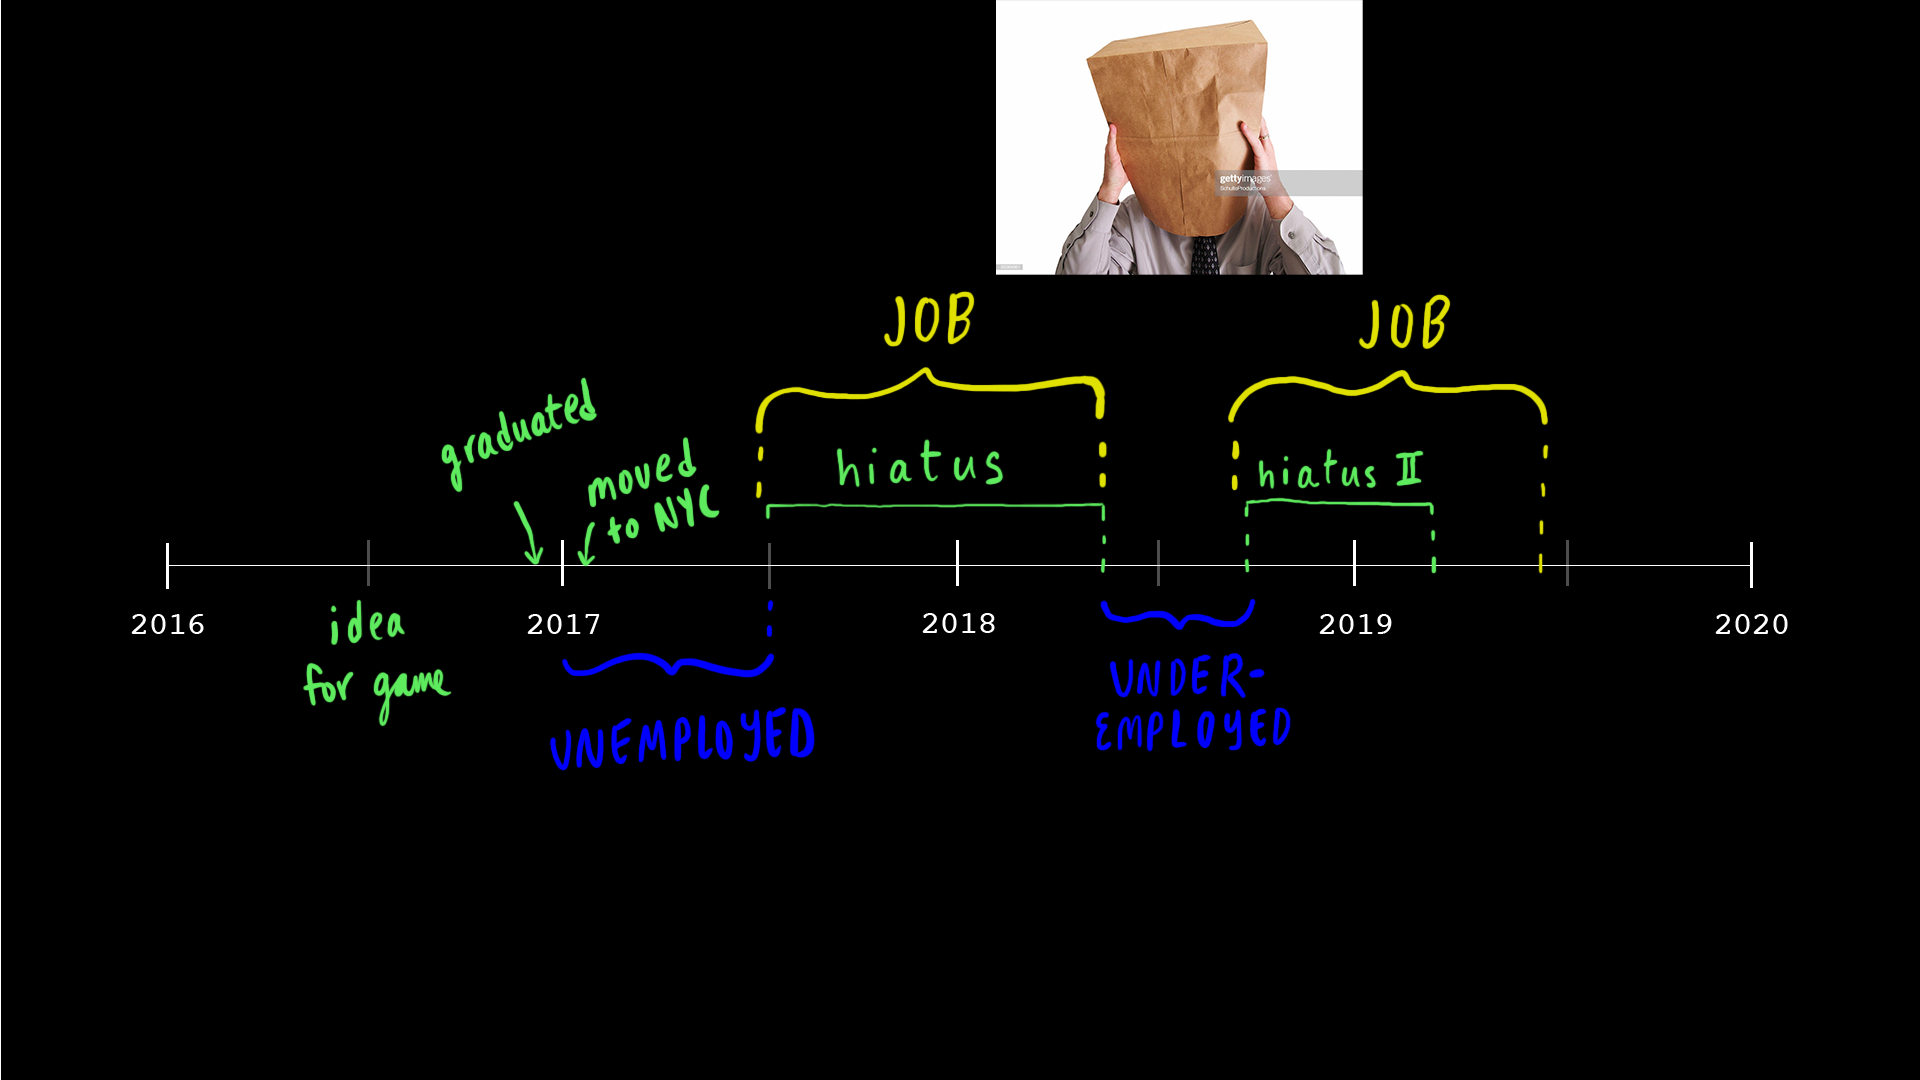 gettyimages
SchulteProductions
JOB
JOB
graduated
moved
to NYC
hiatus
hiatus II
2016
2017
2018
2019
2020
idea
for game
UNEMPLOYED
UNDER-
EMPLOYED